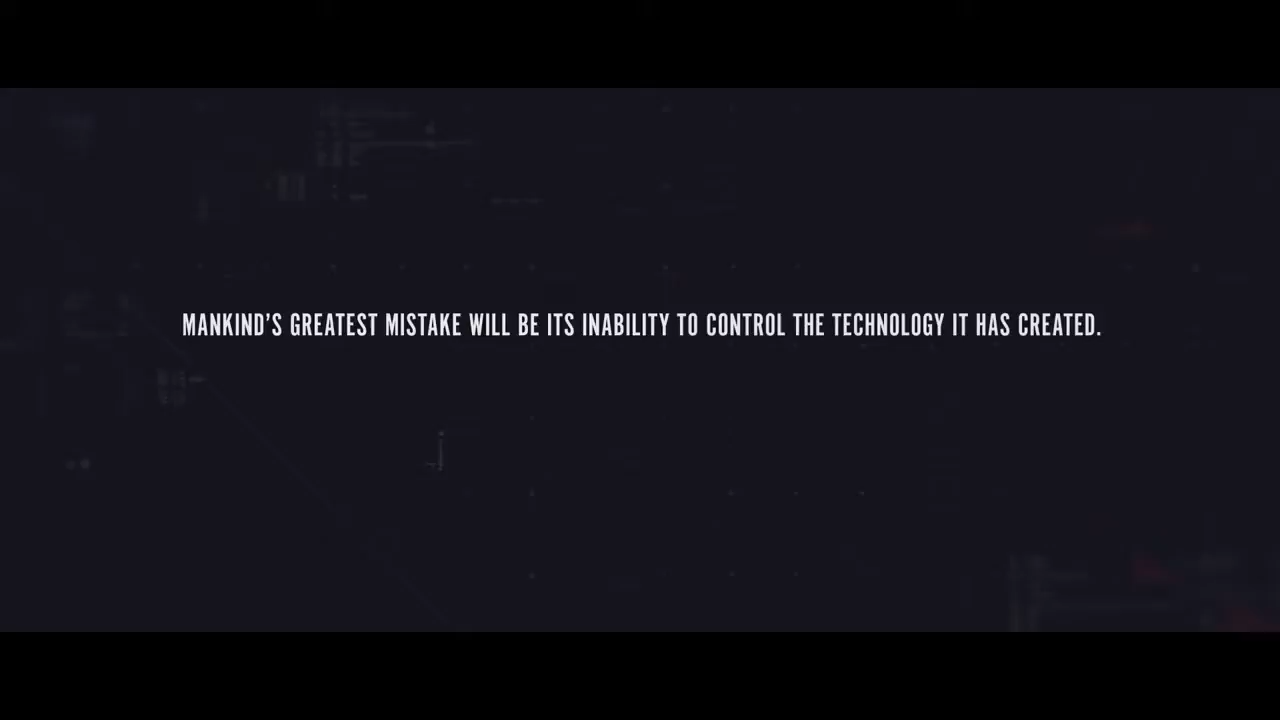 MANKIND'S GREATEST MISTAKE WILL BE ITS INABILITY TO CONTROL THE TECHNOLOGY IT HAS CREATED.